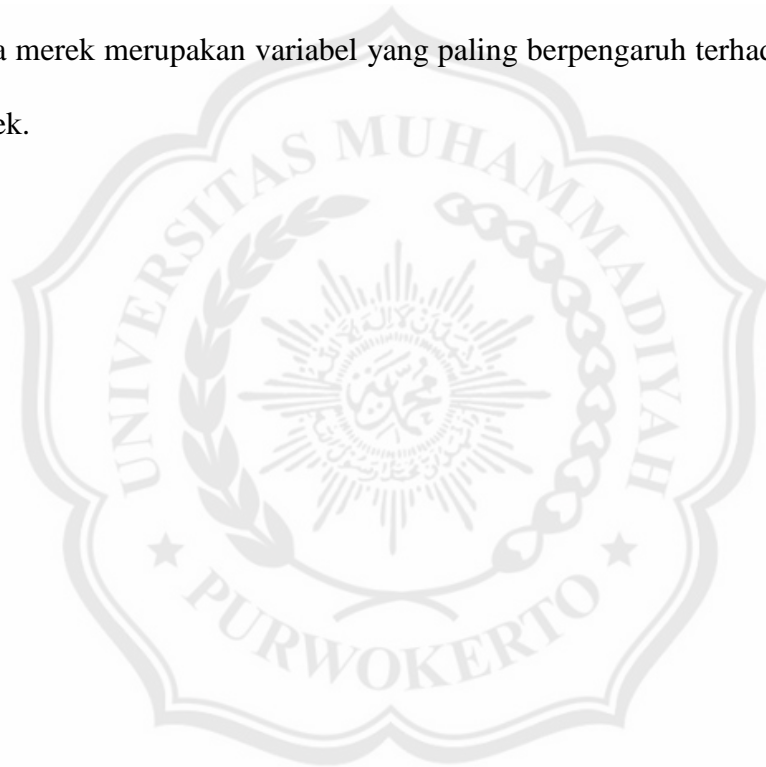 a merek merupakan variabel yang paling berpengaruh terhad
ek.
UNIVERSITAS MUHAMMADIYAH
PURWOKERTO